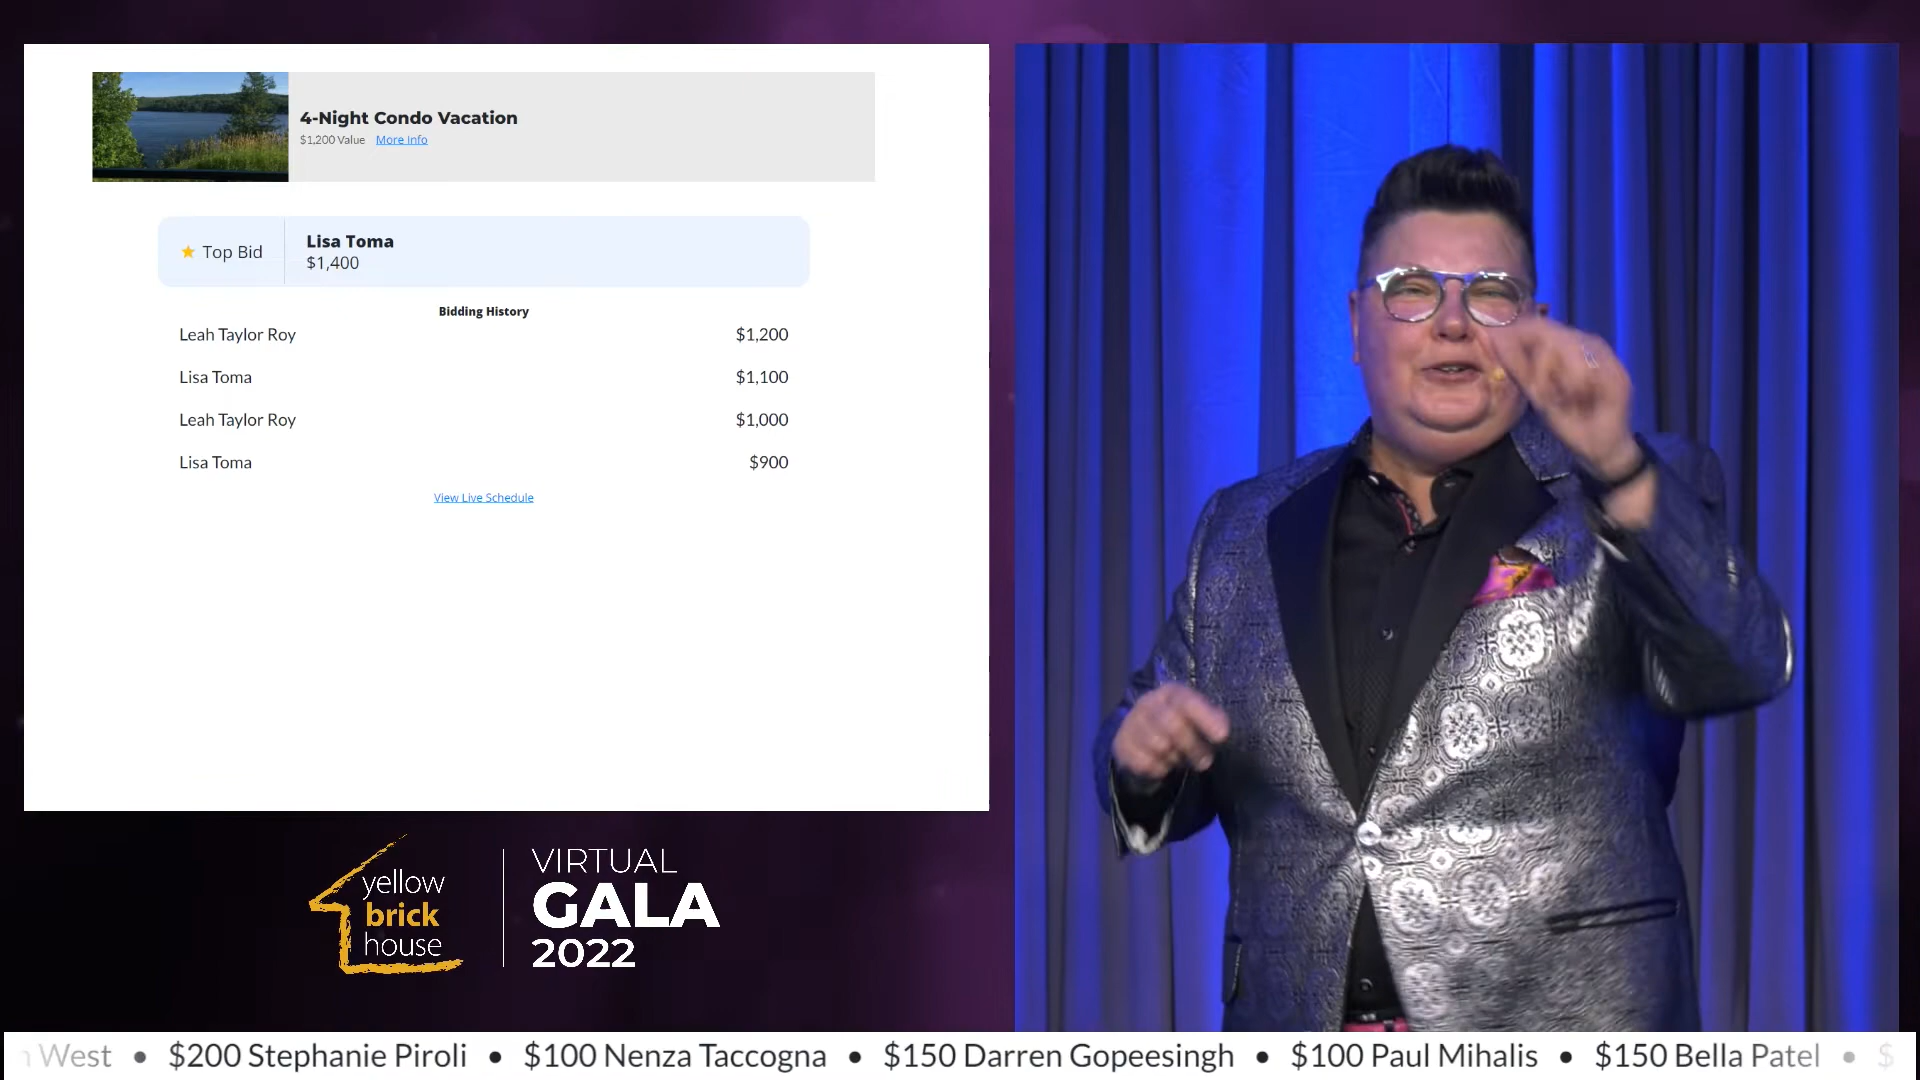 4-Night Condo Vacation
$1,200 Value More Info
★ Top Bid
Lisa Toma
$1,400
Bidding History
Leah Taylor Roy $1,200
Lisa Toma $1,100
Leah Taylor Roy $1,000
Lisa Toma $900
View Live Schedule
yellow
brick
house
VIRTUAL
GALA
2022
West • $200 Stephanie Piroli • $100 Nenza Taccogna • $150 Darren Gopeesingh • $100 Paul Mihalis • $150 Bella Patel • $